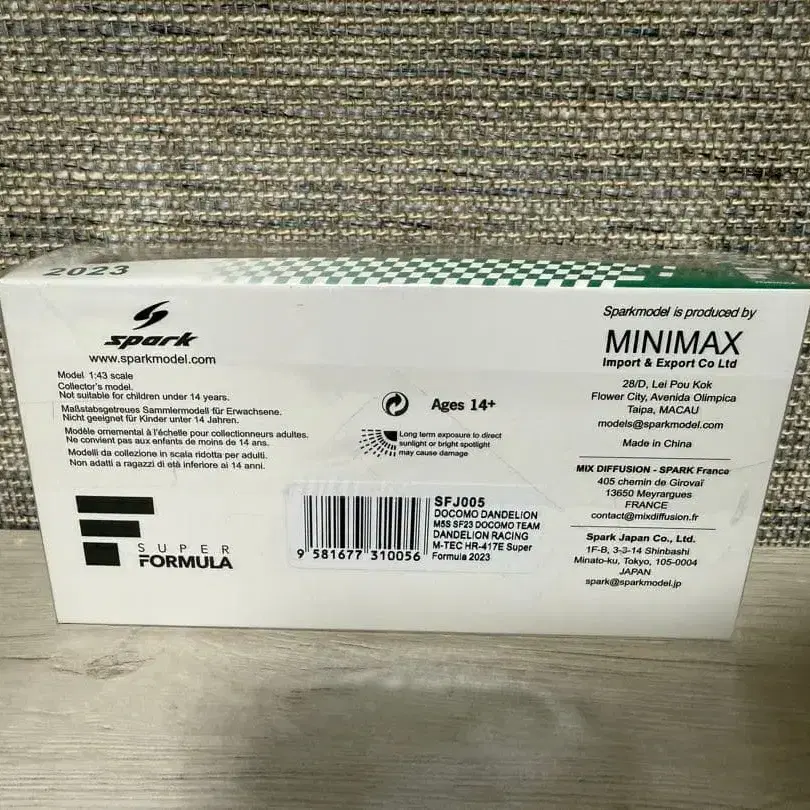 2023
spark
www.sparkmodel.com
Model 1:43 scale
Collector's model.
Not suitable for children under 14 years.
Maßstabsgetreues Sammlermodell für Erwachsene.
Nicht geeignet für Kinder unter 14 Jahren.
Modèle ornemental à l'échelle pour collectionneurs adultes.
Ne convient pas aux enfants de moins de 14 ans.
Modelli da collezione in scala ridotta per adulti.
Non adatti a ragazzi di età inferiore ai 14 anni.
Ages 14+
Long term exposure to direct
sunlight or bright spotlight
may cause damage
SUPER
FORMULA
9 581677 310056
SFJ005
DOCOMO DANDELION
M5S SF23 DOCOMO TEAM
DANDELION RACING
M-TEC HR-417E Super
Formula 2023
Sparkmodel is produced by
MINIMAX
Import & Export Co Ltd
28/D, Lei Pou Kok
Flower City, Avenida Olimpica
Taipa, MACAU
models@sparkmodel.com
Made in China
MIX DIFFUSION - SPARK France
405 chemin de Girovaï
13650 Meyrargues
FRANCE
contact@mixdiffusion.fr
Spark Japan Co., Ltd.
1F-B, 3-3-14 Shinbashi
Minato-ku, Tokyo, 105-0004
JAPAN
spark@sparkmodel.jp